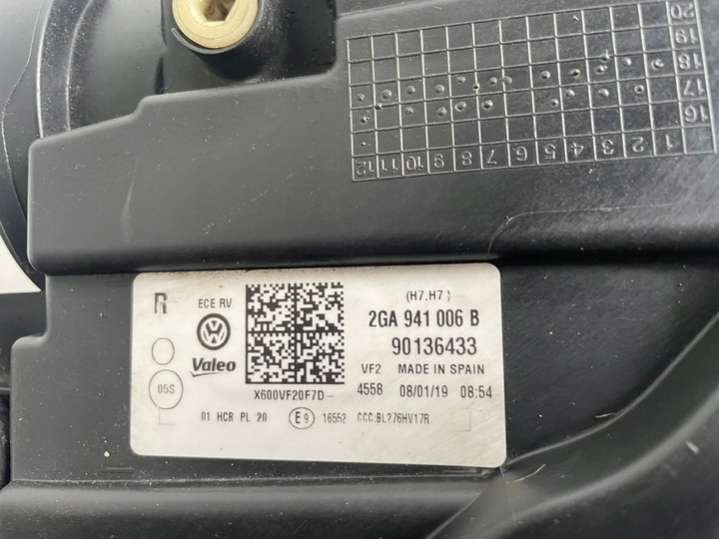 20
19
18
17
16
12 11 10 9 8 7 6 5 4 3 2 1
R ECE RV (H7.H7)
2GA 941 006 B
Valeo 90136433
VF2 MADE IN SPAIN
05S X600VF20F7D- 4558 08/01/19 08:54
01 HCR PL 20 E9 16552 CCC:BL276HV17R